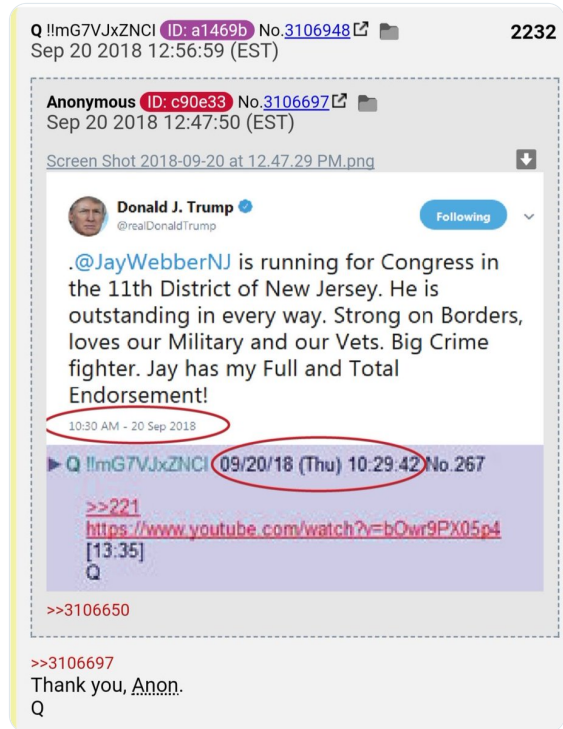 Q !!mG7VJxZNCI ID: a1469b No.3106948 2232
Sep 20 2018 12:56:59 (EST)
Anonymous ID: c90e33 No.3106697
Sep 20 2018 12:47:50 (EST)
Screen Shot 2018-09-20 at 12.47.29 PM.png
Donald J. Trump
@realDonaldTrump
Following
.@JayWebberNJ is running for Congress in
the 11th District of New Jersey. He is
outstanding in every way. Strong on Borders,
loves our Military and our Vets. Big Crime
fighter. Jay has my Full and Total
Endorsement!
10:30 AM - 20 Sep 2018
Q !!mG7VJxZNCI 09/20/18 (Thu) 10:29:42 No.267
>>221
https://www.youtube.com/watch?v=bOwr9PX05p4
[13:35]
Q
>>3106650
>>3106697
Thank you, Anon.
Q